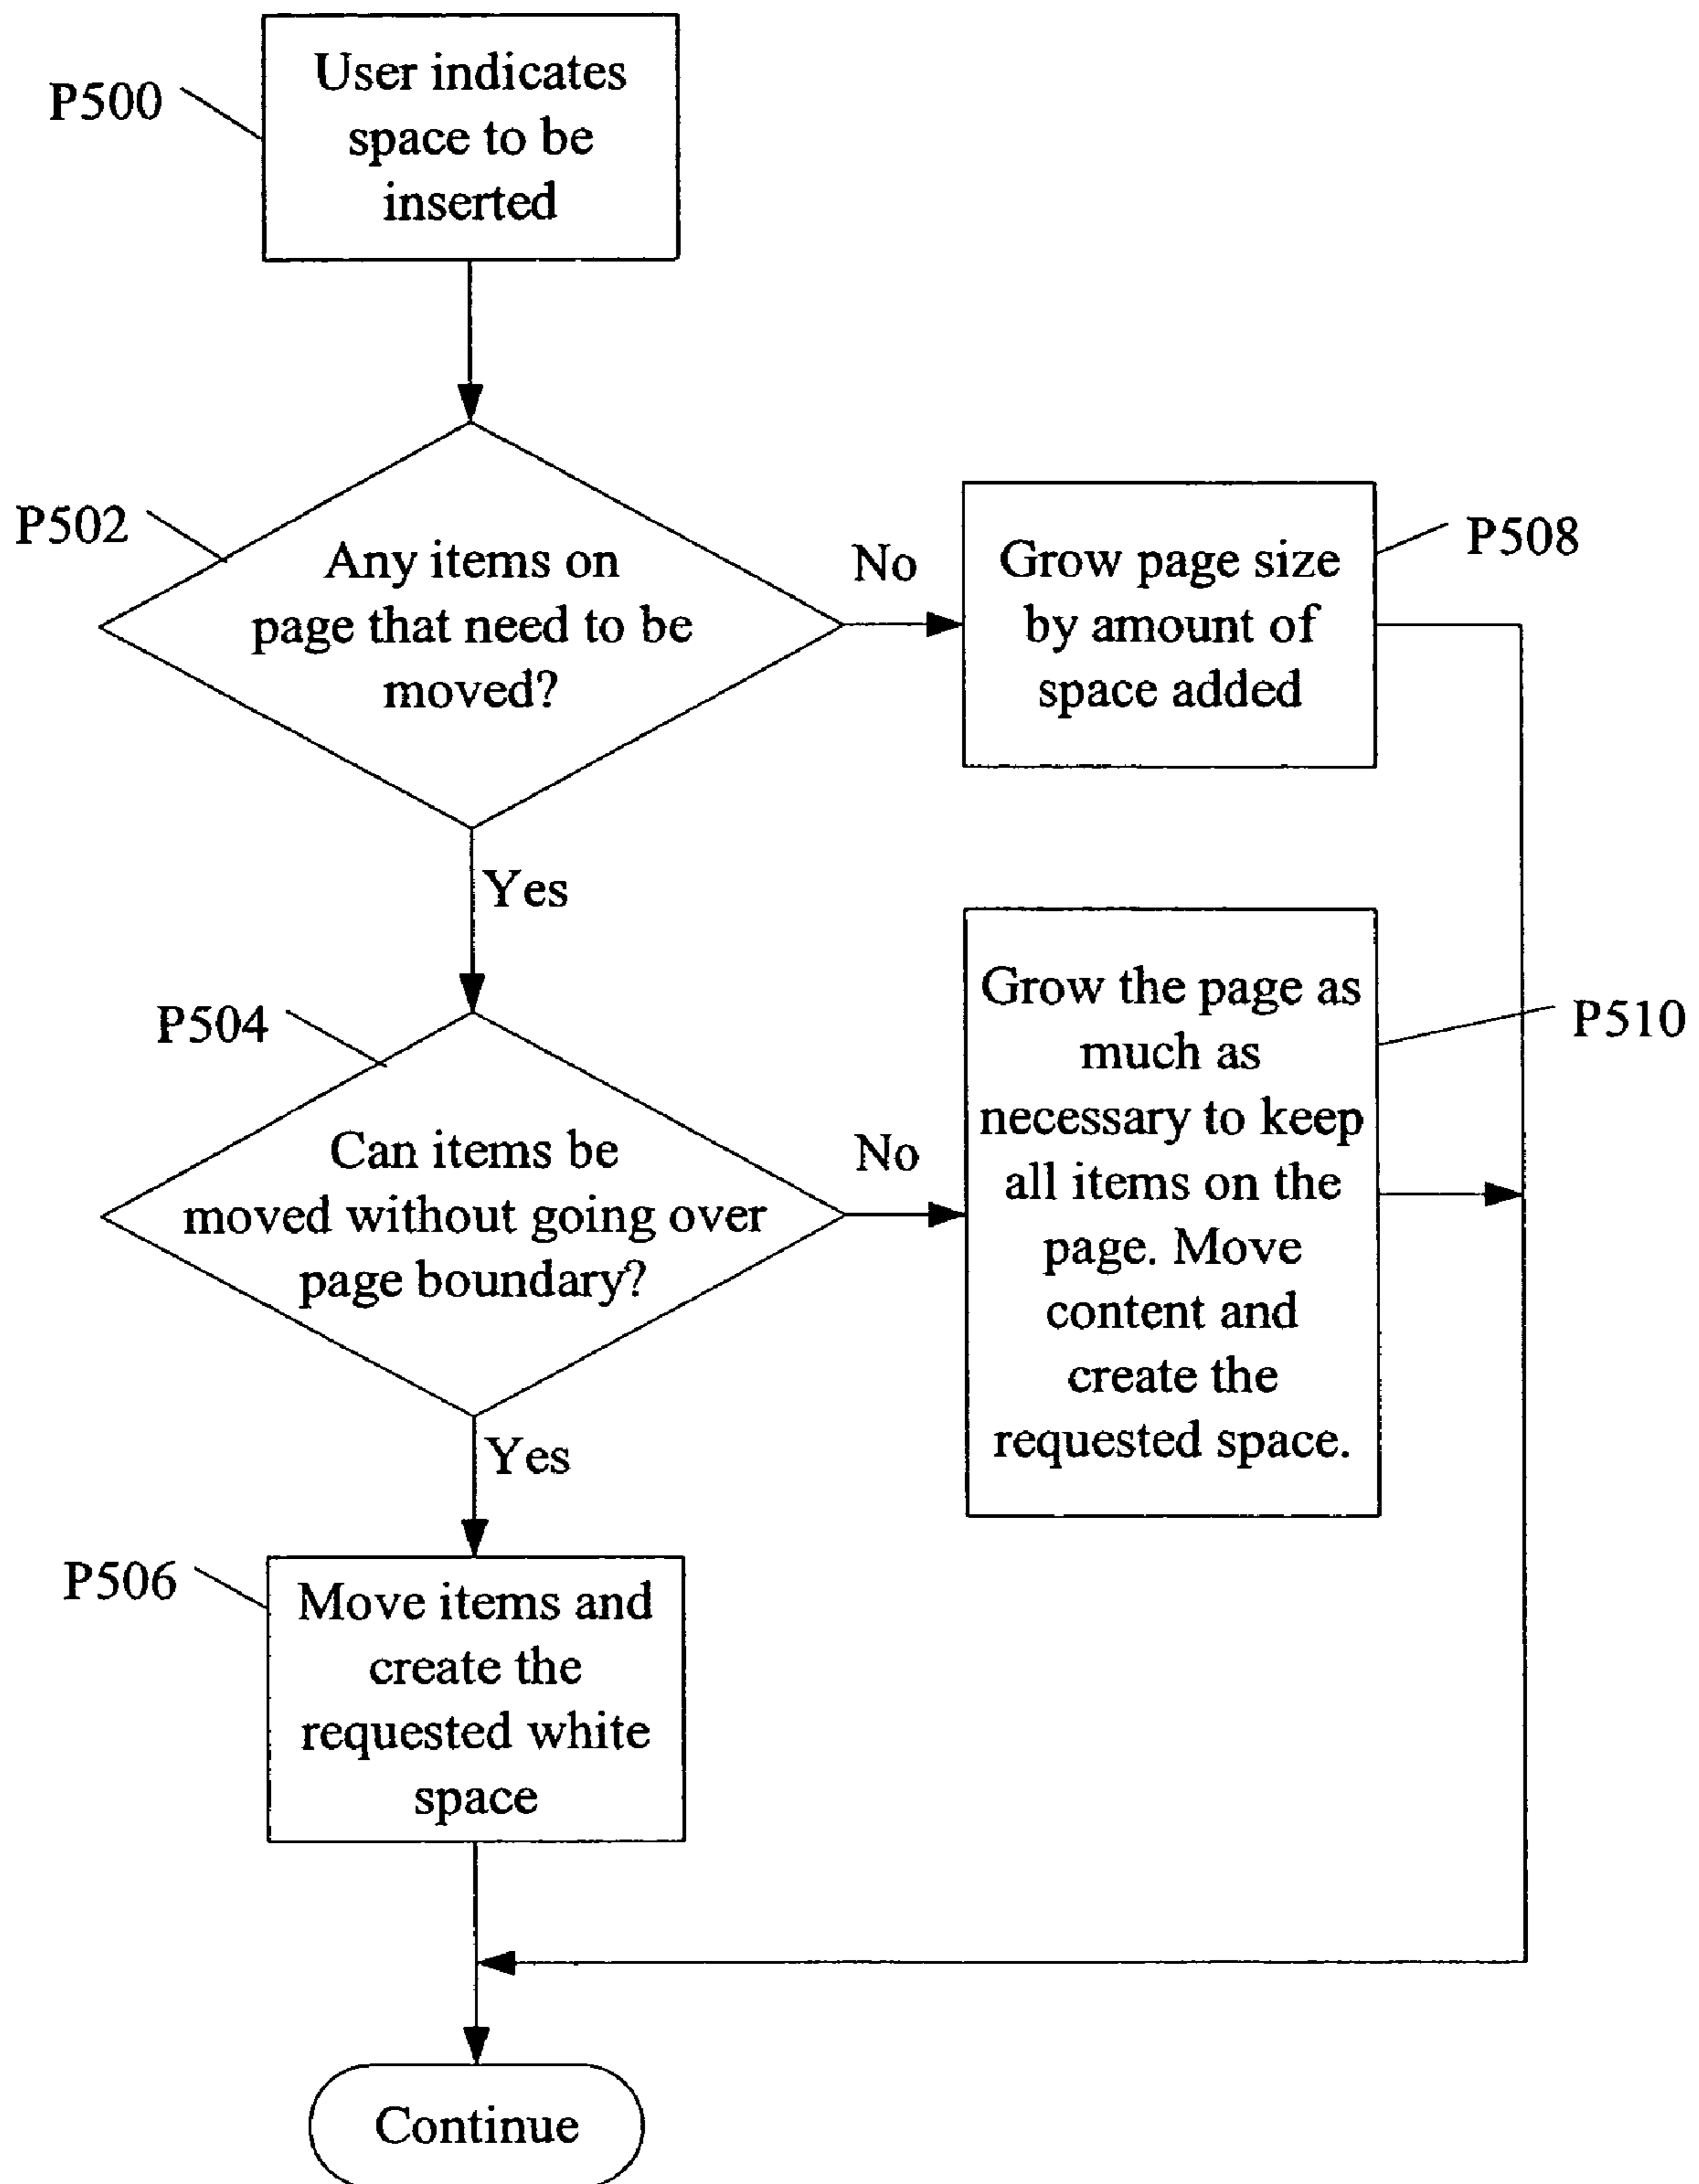 P500
User indicates
space to be
inserted
P502
Any items on
page that need to be
moved?
No
Grow page size
by amount of
space added
P508
Yes
P504
Can items be
moved without going over
page boundary?
No
Grow the page as
much as
necessary to keep
all items on the
page. Move
content and
create the
requested space.
P510
Yes
P506
Move items and
create the
requested white
space
Continue